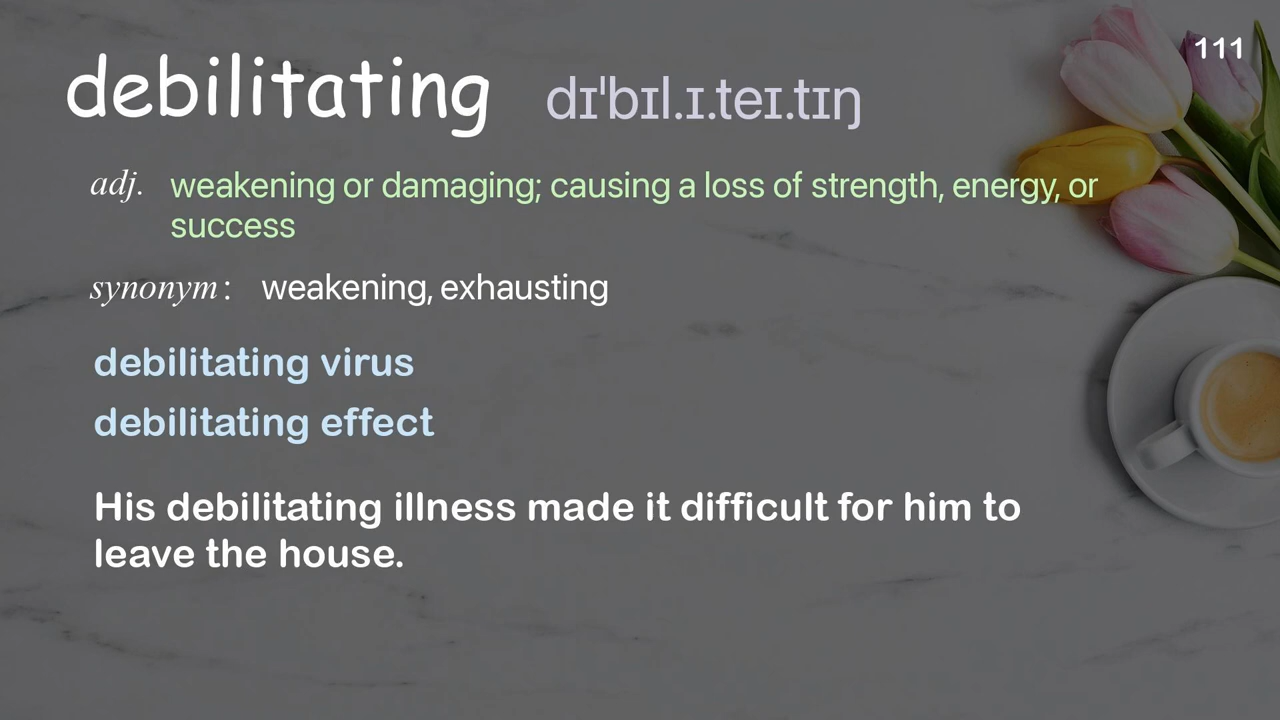 111
debilitating dɪˈbɪl.ɪ.teɪ.tɪŋ
adj. weakening or damaging; causing a loss of strength, energy, or
success
synonym: weakening, exhausting
debilitating virus
debilitating effect
His debilitating illness made it difficult for him to
leave the house.